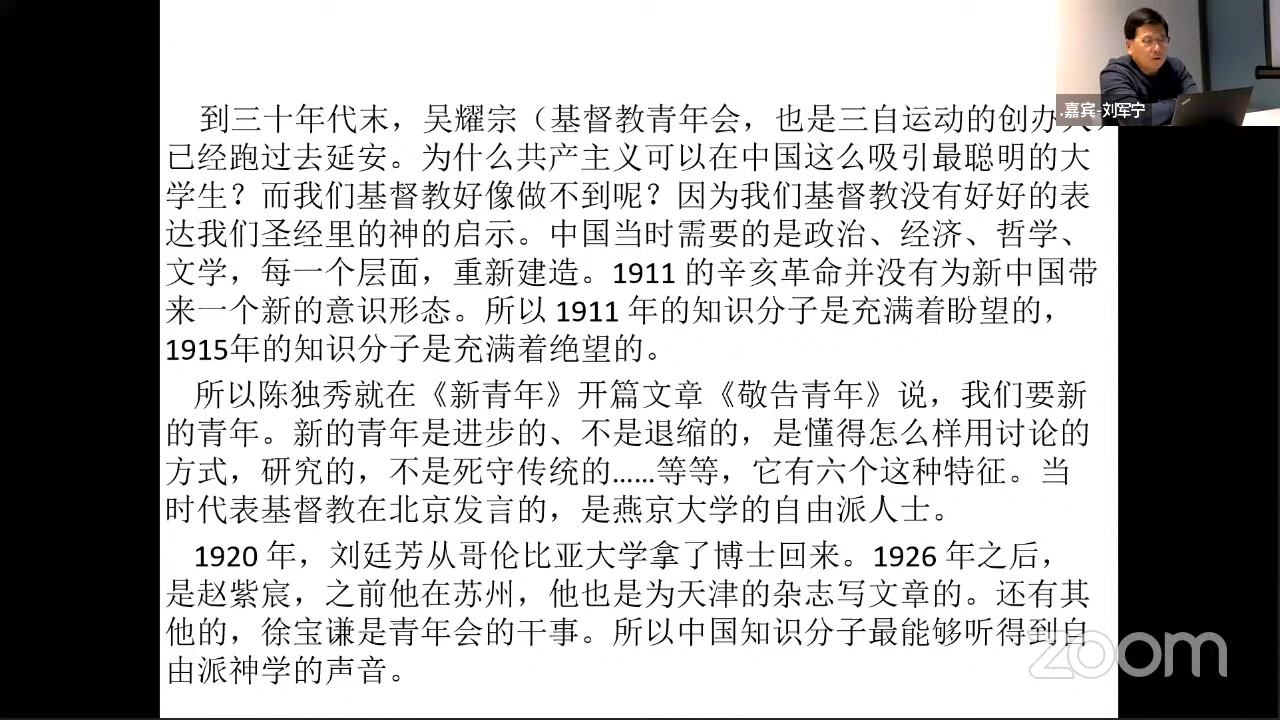 到三十年代末，吴耀宗（基督教青年会，也是三自运动的创办人
已经跑过去延安。为什么共产主义可以在中国这么吸引最聪明的大
学生？而我们基督教好像做不到呢？因为我们基督教没有好好的表
达我们圣经里的神的启示。中国当时需要的是政治、经济、哲学、
文学，每一个层面，重新建造。1911 的辛亥革命并没有为新中国带
来一个新的意识形态。所以 1911 年的知识分子是充满着盼望的，
1915年的知识分子是充满着绝望的。
所以陈独秀就在《新青年》开篇文章《敬告青年》说，我们要新
的青年。新的青年是进步的、不是退缩的，是懂得怎么样用讨论的
方式，研究的，不是死守传统的……等等，它有六个这种特征。当
时代表基督教在北京发言的，是燕京大学的自由派人士。
1920 年，刘廷芳从哥伦比亚大学拿了博士回来。1926 年之后，
是赵紫宸，之前他在苏州，他也是为天津的杂志写文章的。还有其
他的，徐宝谦是青年会的干事。所以中国知识分子最能够听得到自
由派神学的声音。
嘉宾-刘军宁
zoom